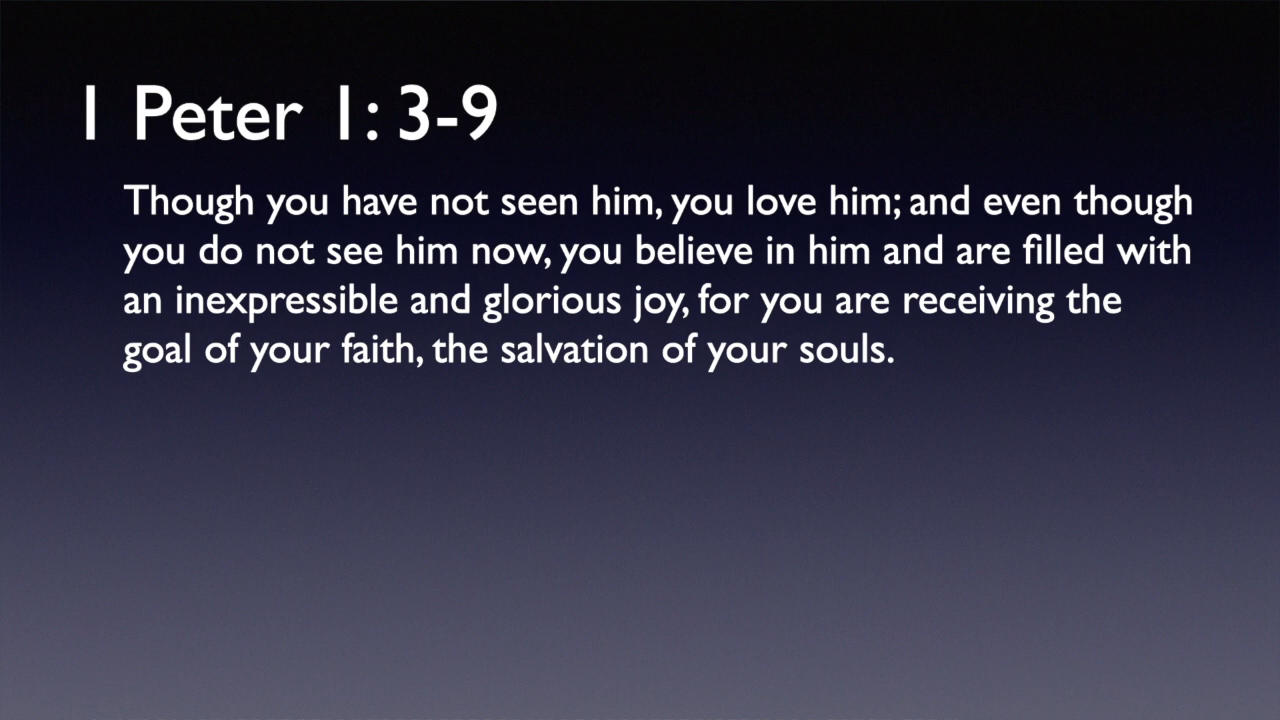 1 Peter 1: 3-9
Though you have not seen him, you love him; and even though
you do not see him now, you believe in him and are filled with
an inexpressible and glorious joy, for you are receiving the
goal of your faith, the salvation of your souls.